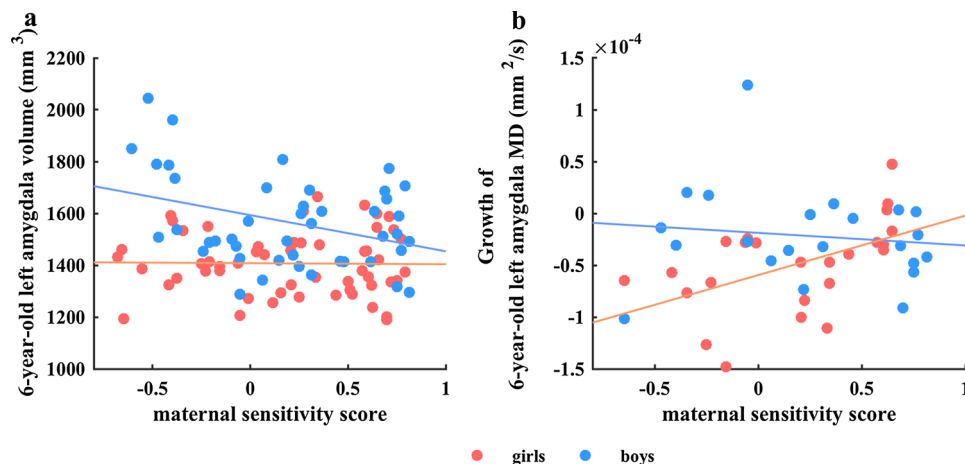 a
6-year-old left amygdala volume (mm 3)
2200
2000
1800
1600
1400
1200
1000
-0.5
0
0.5
1
maternal sensitivity score
b
Growth of
6-year-old left amygdala MD (mm 2/s)
×10-4
1.5
1
0.5
0
-0.5
-1
-1.5
-0.5
0
0.5
1
maternal sensitivity score
girls
boys